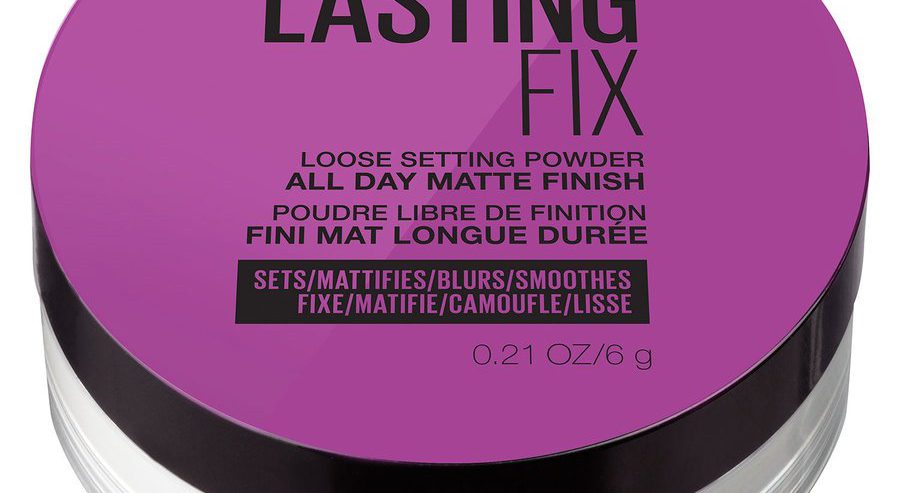 LASTING
FIX
LOOSE SETTING POWDER
ALL DAY MATTE FINISH
POUDRE LIBRE DE FINITION
FINI MAT LONGUE DURÉE
SETS/MATTIFIES/BLURS/SMOOTHES
FIXE/MATIFIE/CAMOUFLE/LISSE
0.21 OZ/6 g